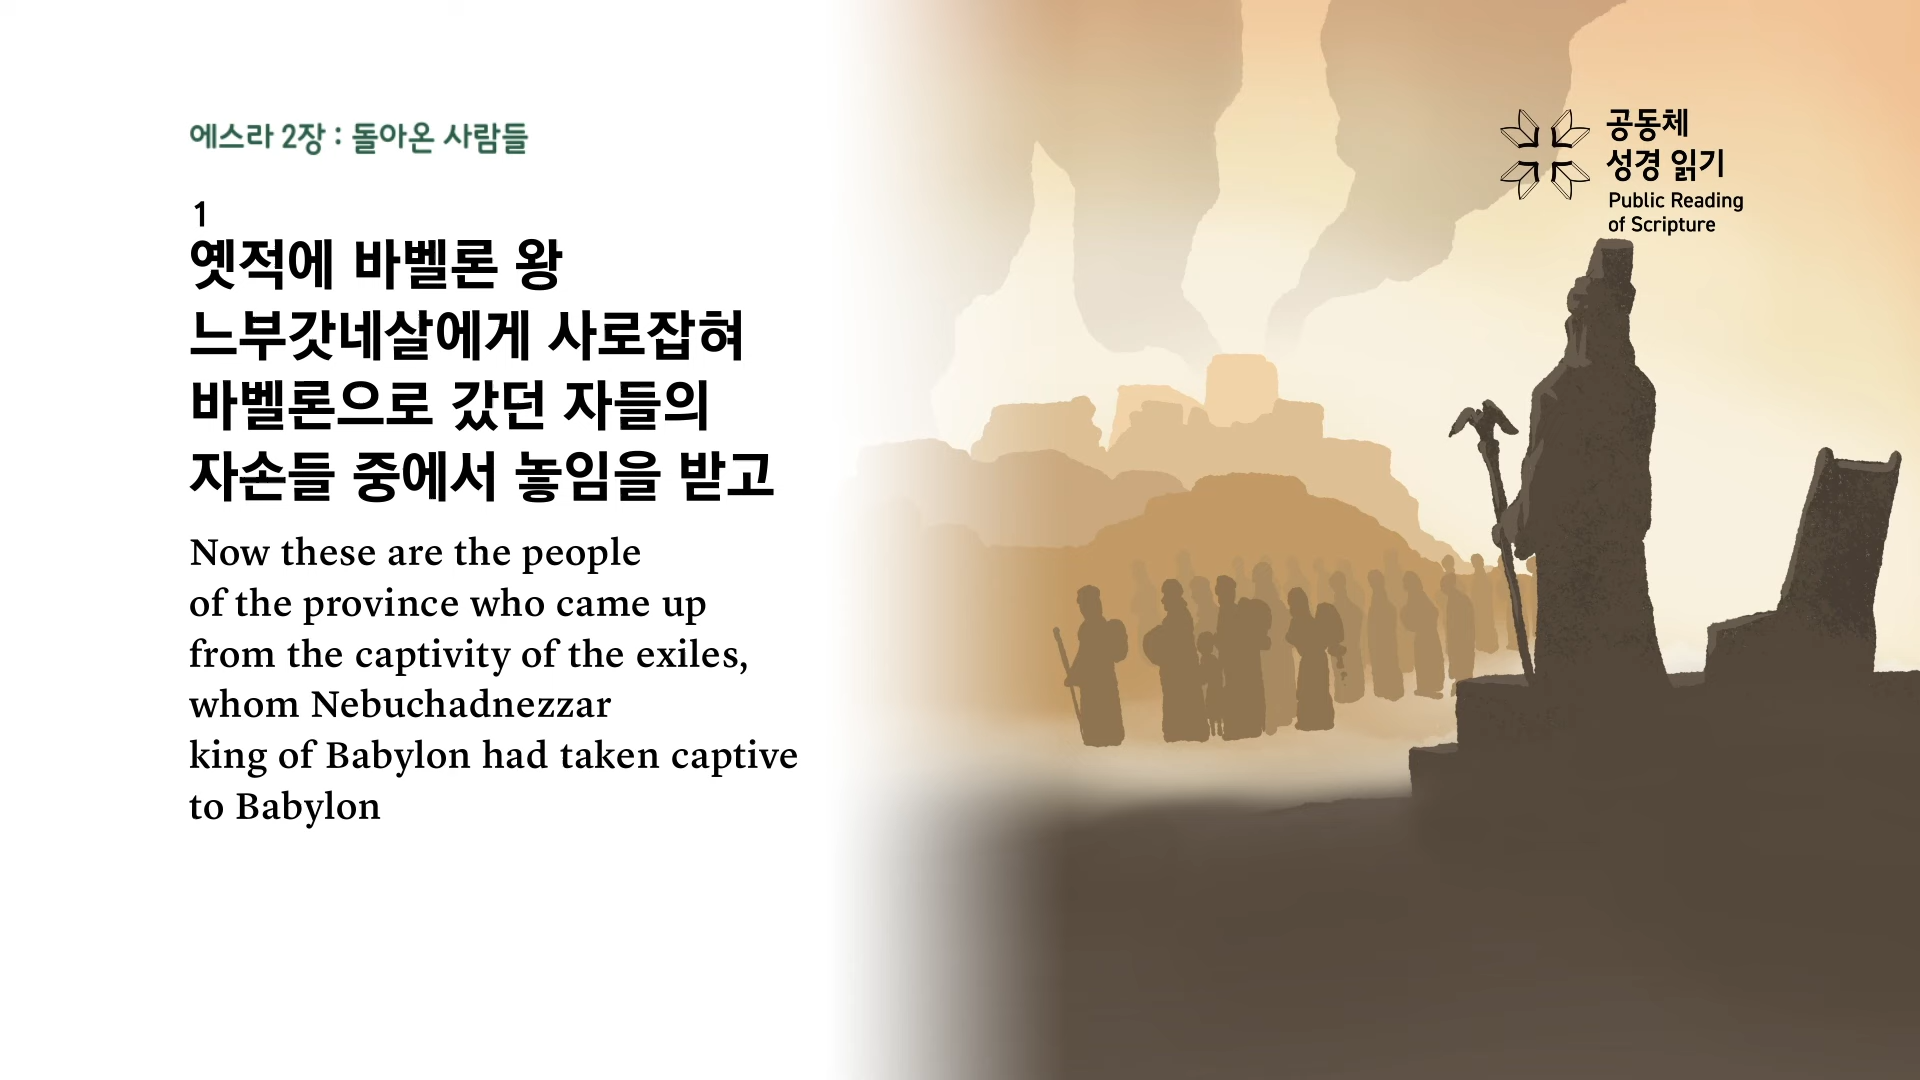 에스라 2장 : 돌아온 사람들
1
옛적에 바벨론 왕
느부갓네살에게 사로잡혀
바벨론으로 갔던 자들의
자손들 중에서 놓임을 받고
Now these are the people
of the province who came up
from the captivity of the exiles,
whom Nebuchadnezzar
king of Babylon had taken captive
to Babylon
공동체
성경 읽기
Public Reading
of Scripture